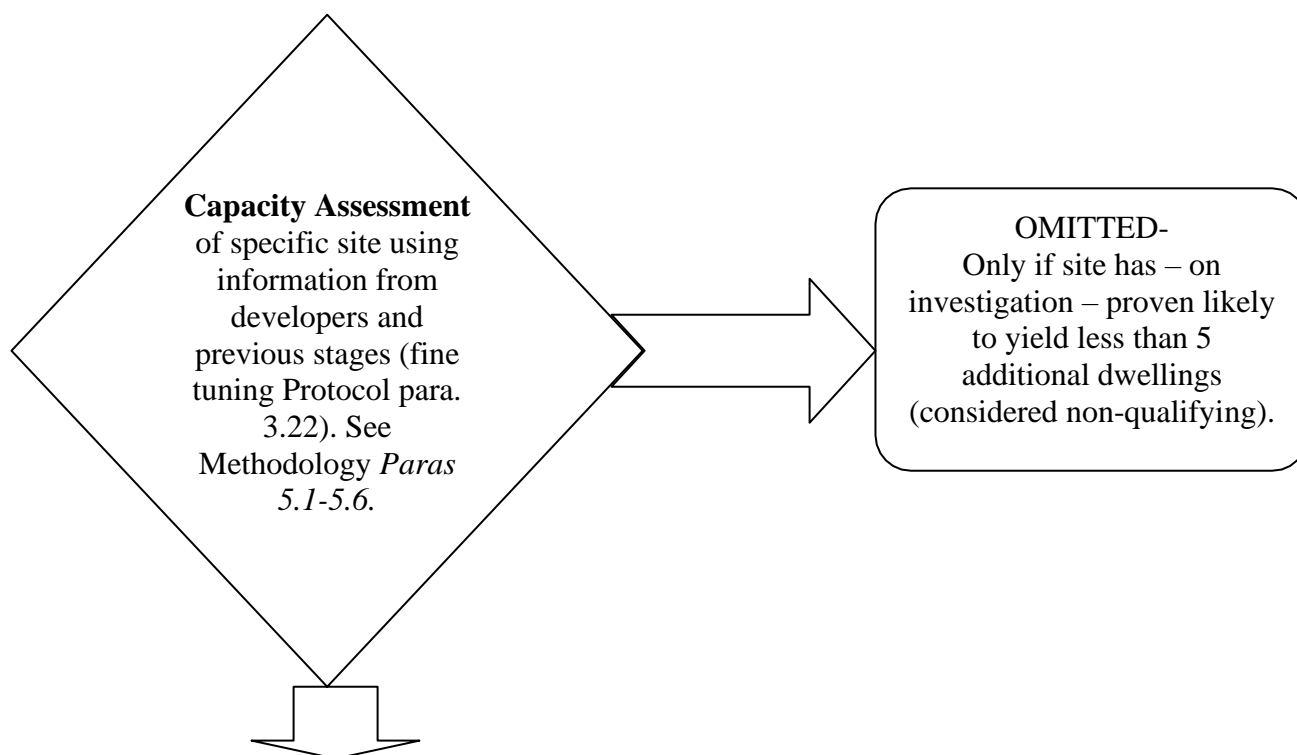 Capacity Assessment
of specific site using
information from
developers and
previous stages (fine
tuning Protocol para.
3.22). See
Methodology Paras
5.1-5.6.
OMITTED-
Only if site has – on
investigation – proven likely
to yield less than 5
additional dwellings
(considered non-qualifying).